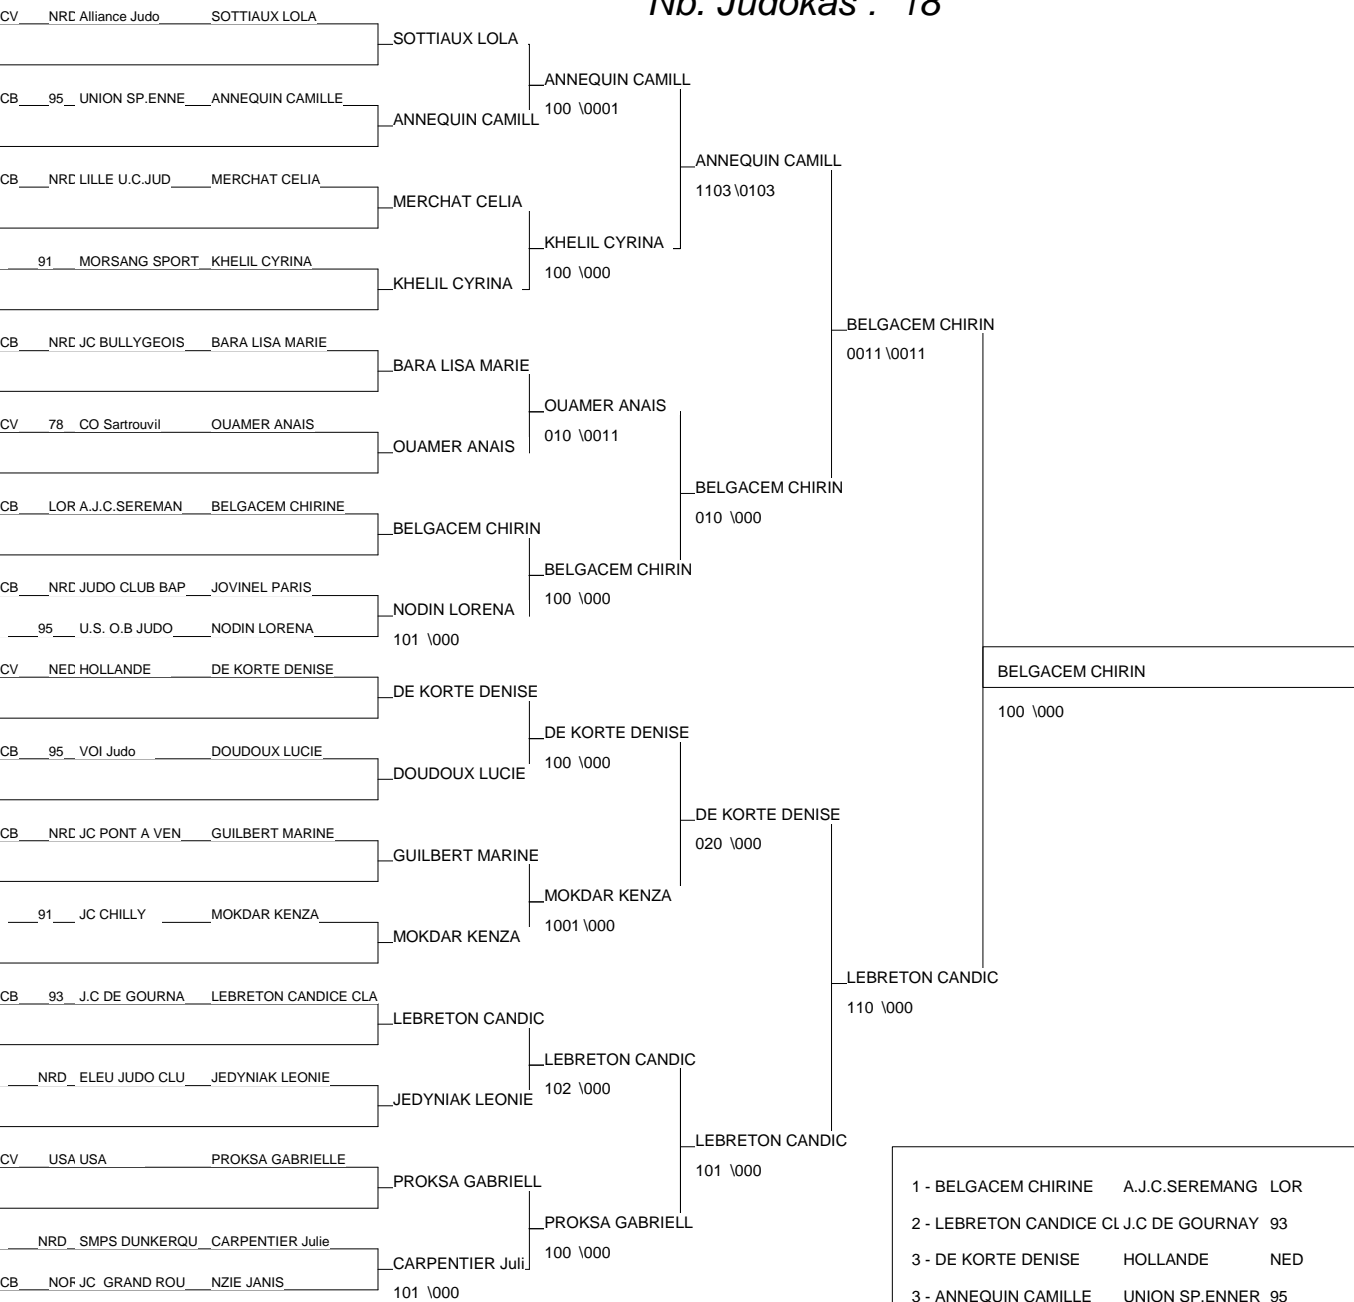 Nb. Judokas : 18
CV NRD Alliance Judo SOTTIAUX LOLA
SOTTIAUX LOLA
ANNEQUIN CAMILL
100 \0001
CB 95 UNION SP.ENNE ANNEQUIN CAMILLE
ANNEQUIN CAMILL
ANNEQUIN CAMILL
1103 \0103
CB NRD LILLE U.C.JUD MERCHAT CELIA
MERCHAT CELIA
KHELIL CYRINA
100 \000
91 MORSANG SPORT KHELIL CYRINA
KHELIL CYRINA
BELGACEM CHIRIN
0011 \0011
CB NRD JC BULLYGEOIS BARA LISA MARIE
BARA LISA MARIE
OUAMER ANAIS
010 \0011
CV 78 CO Sartrouvil OUAMER ANAIS
OUAMER ANAIS
BELGACEM CHIRIN
010 \000
CB LOR A.J.C.SEREMAN BELGACEM CHIRINE
BELGACEM CHIRIN
BELGACEM CHIRIN
100 \000
CB NRD JUDO CLUB BAP JOVINEL PARIS
NODIN LORENA
95 U.S. O.B JUDO NODIN LORENA
101 \000
CV NED HOLLANDE DE KORTE DENISE
BELGACEM CHIRIN
DE KORTE DENISE
100 \000
DE KORTE DENISE
100 \000
CB 95 VOI Judo DOUDOUX LUCIE
DOUDOUX LUCIE
DE KORTE DENISE
020 \000
CB NRD JC PONT A VEN GUILBERT MARINE
GUILBERT MARINE
MOKDAR KENZA
1001 \000
91 JC CHILLY MOKDAR KENZA
MOKDAR KENZA
LEBRETON CANDIC
110 \000
CB 93 J.C DE GOURNA LEBRETON CANDICE CLA
LEBRETON CANDIC
LEBRETON CANDIC
102 \000
NRD ELEU JUDO CLU JEDYNIAK LEONIE
JEDYNIAK LEONIE
LEBRETON CANDIC
101 \000
CV USA USA PROKSA GABRIELLE
PROKSA GABRIELL
PROKSA GABRIELL
100 \000
NRD SMPS DUNKERQU CARPENTIER Julie
CARPENTIER Juli
CB NOR JC GRAND ROU NZIE JANIS
101 \000
1 - BELGACEM CHIRINE A.J.C.SEREMANG LOR
2 - LEBRETON CANDICE CL J.C DE GOURNAY 93
3 - DE KORTE DENISE HOLLANDE NED
3 - ANNEQUIN CAMILLE UNION SP.ENNER 95